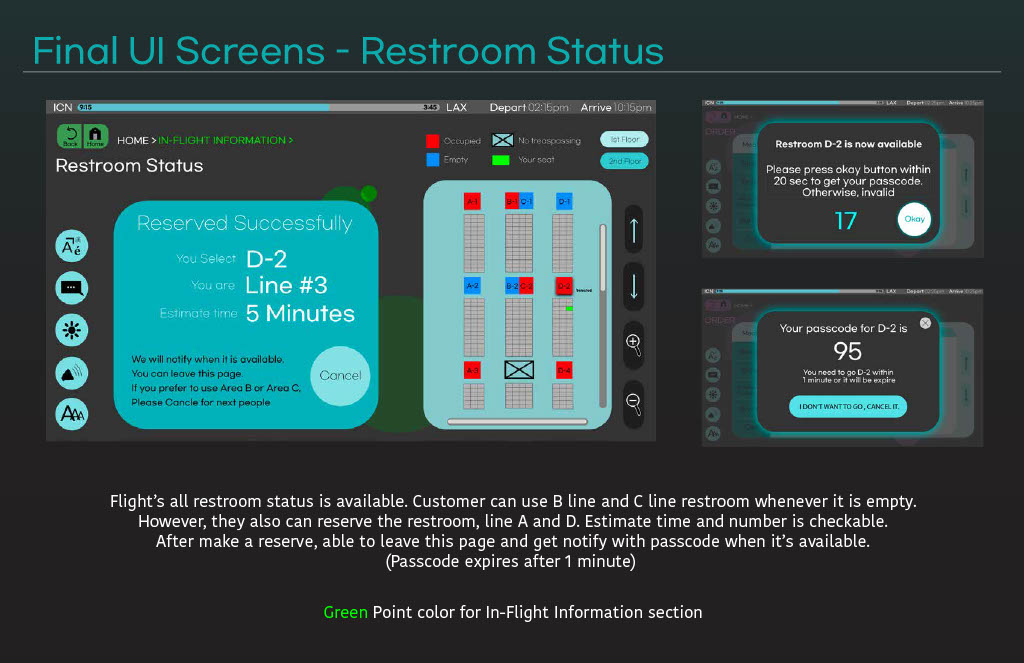 Final UI Screens - Restroom Status
ICN 9:15 3:45 LAX Depart 02:15pm Arrive 10:15pm
Back Home HOME > IN-FLIGHT INFORMATION >
Restroom Status
Occupied No treaspassing 1st Floor
Empty Your seat 2nd Floor
A-1 B-1 C-1 D-1
A-2 B-2 C-2 D-2
A-3 D-4
Reserved Successfully
You Select D-2
You are Line #3
Estimate time 5 Minutes
We will notify when it is available.
You can leave this page.
If you prefer to use Area B or Area C,
Please Cancle for next people
Cancel
ICN LAX Depart 02:15pm Arrive 10:15pm
HOME >
ORDER
Restroom D-2 is now available
Please press okay button within
20 sec to get your passcode.
Otherwise, invalid
17 Okay
ICN LAX Depart 02:15pm Arrive 10:15pm
HOME >
ORDER
Your passcode for D-2 is
95
You need to go D-2 within
1 minute or it will be expire
I DON'T WANT TO GO, CANCEL IT.
Flight's all restroom status is available. Customer can use B line and C line restroom whenever it is empty.
However, they also can reserve the restroom, line A and D. Estimate time and number is checkable.
After make a reserve, able to leave this page and get notify with passcode when it's available.
(Passcode expires after 1 minute)
Green Point color for In-Flight Information section